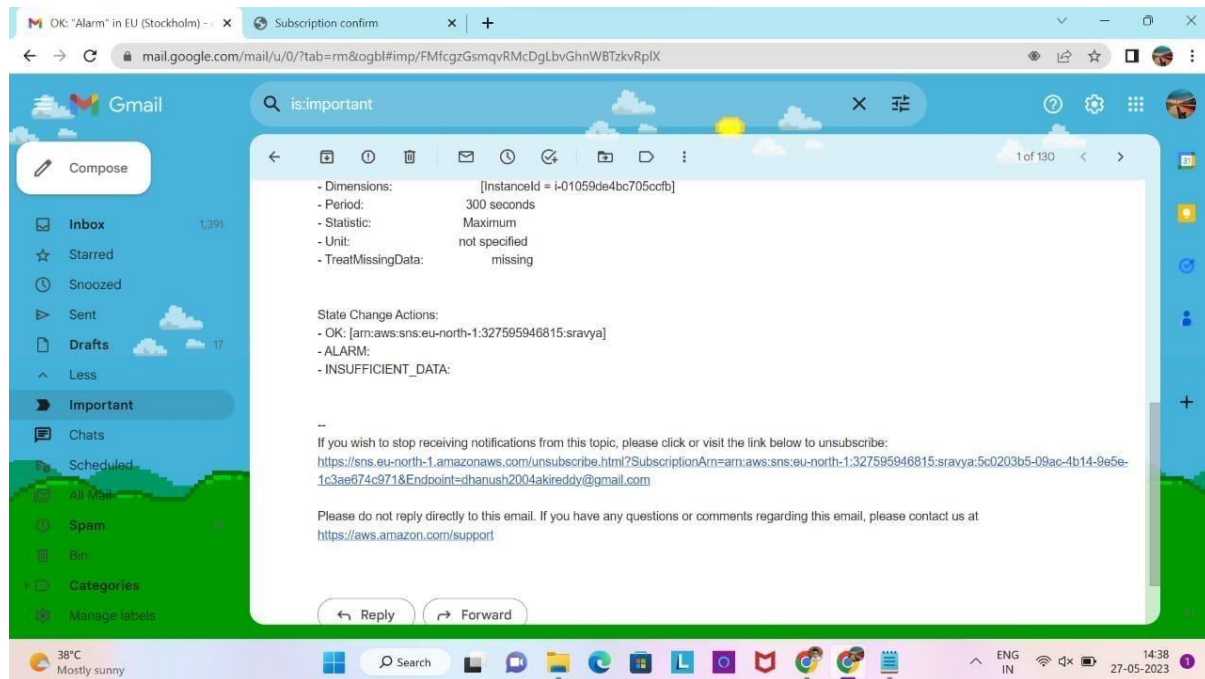 OK: "Alarm" in EU (Stockholm) -
Subscription confirm
mail.google.com/mail/u/0/?tab=rm&ogbl#imp/FMfcgzGsmqvRMcDgLbvGhnWBTzkvRplX
Gmail
is:important
Compose
1 of 130
- Dimensions: [InstanceId = i-01059de4bc705ccfb]
- Period: 300 seconds
- Statistic: Maximum
- Unit: not specified
- TreatMissingData: missing
Inbox 1,391
Starred
Snoozed
Sent
Drafts 17
Less
Important
Chats
Scheduled
All Mail
Spam
Bin
Categories
Manage labels
State Change Actions:
- OK: [arn:aws:sns:eu-north-1:327595946815:sravya]
- ALARM:
- INSUFFICIENT_DATA:
--
If you wish to stop receiving notifications from this topic, please click or visit the link below to unsubscribe:
https://sns.eu-north-1.amazonaws.com/unsubscribe.html?SubscriptionArn=arn:aws:sns:eu-north-1:327595946815:sravya:5c0203b5-09ac-4b14-9e5e-
1c3ae674c971&Endpoint=dhanush2004akireddy@gmail.com
Please do not reply directly to this email. If you have any questions or comments regarding this email, please contact us at
https://aws.amazon.com/support
Reply
Forward
38°C
Mostly sunny
Search
ENG
IN
14:38
27-05-2023
1